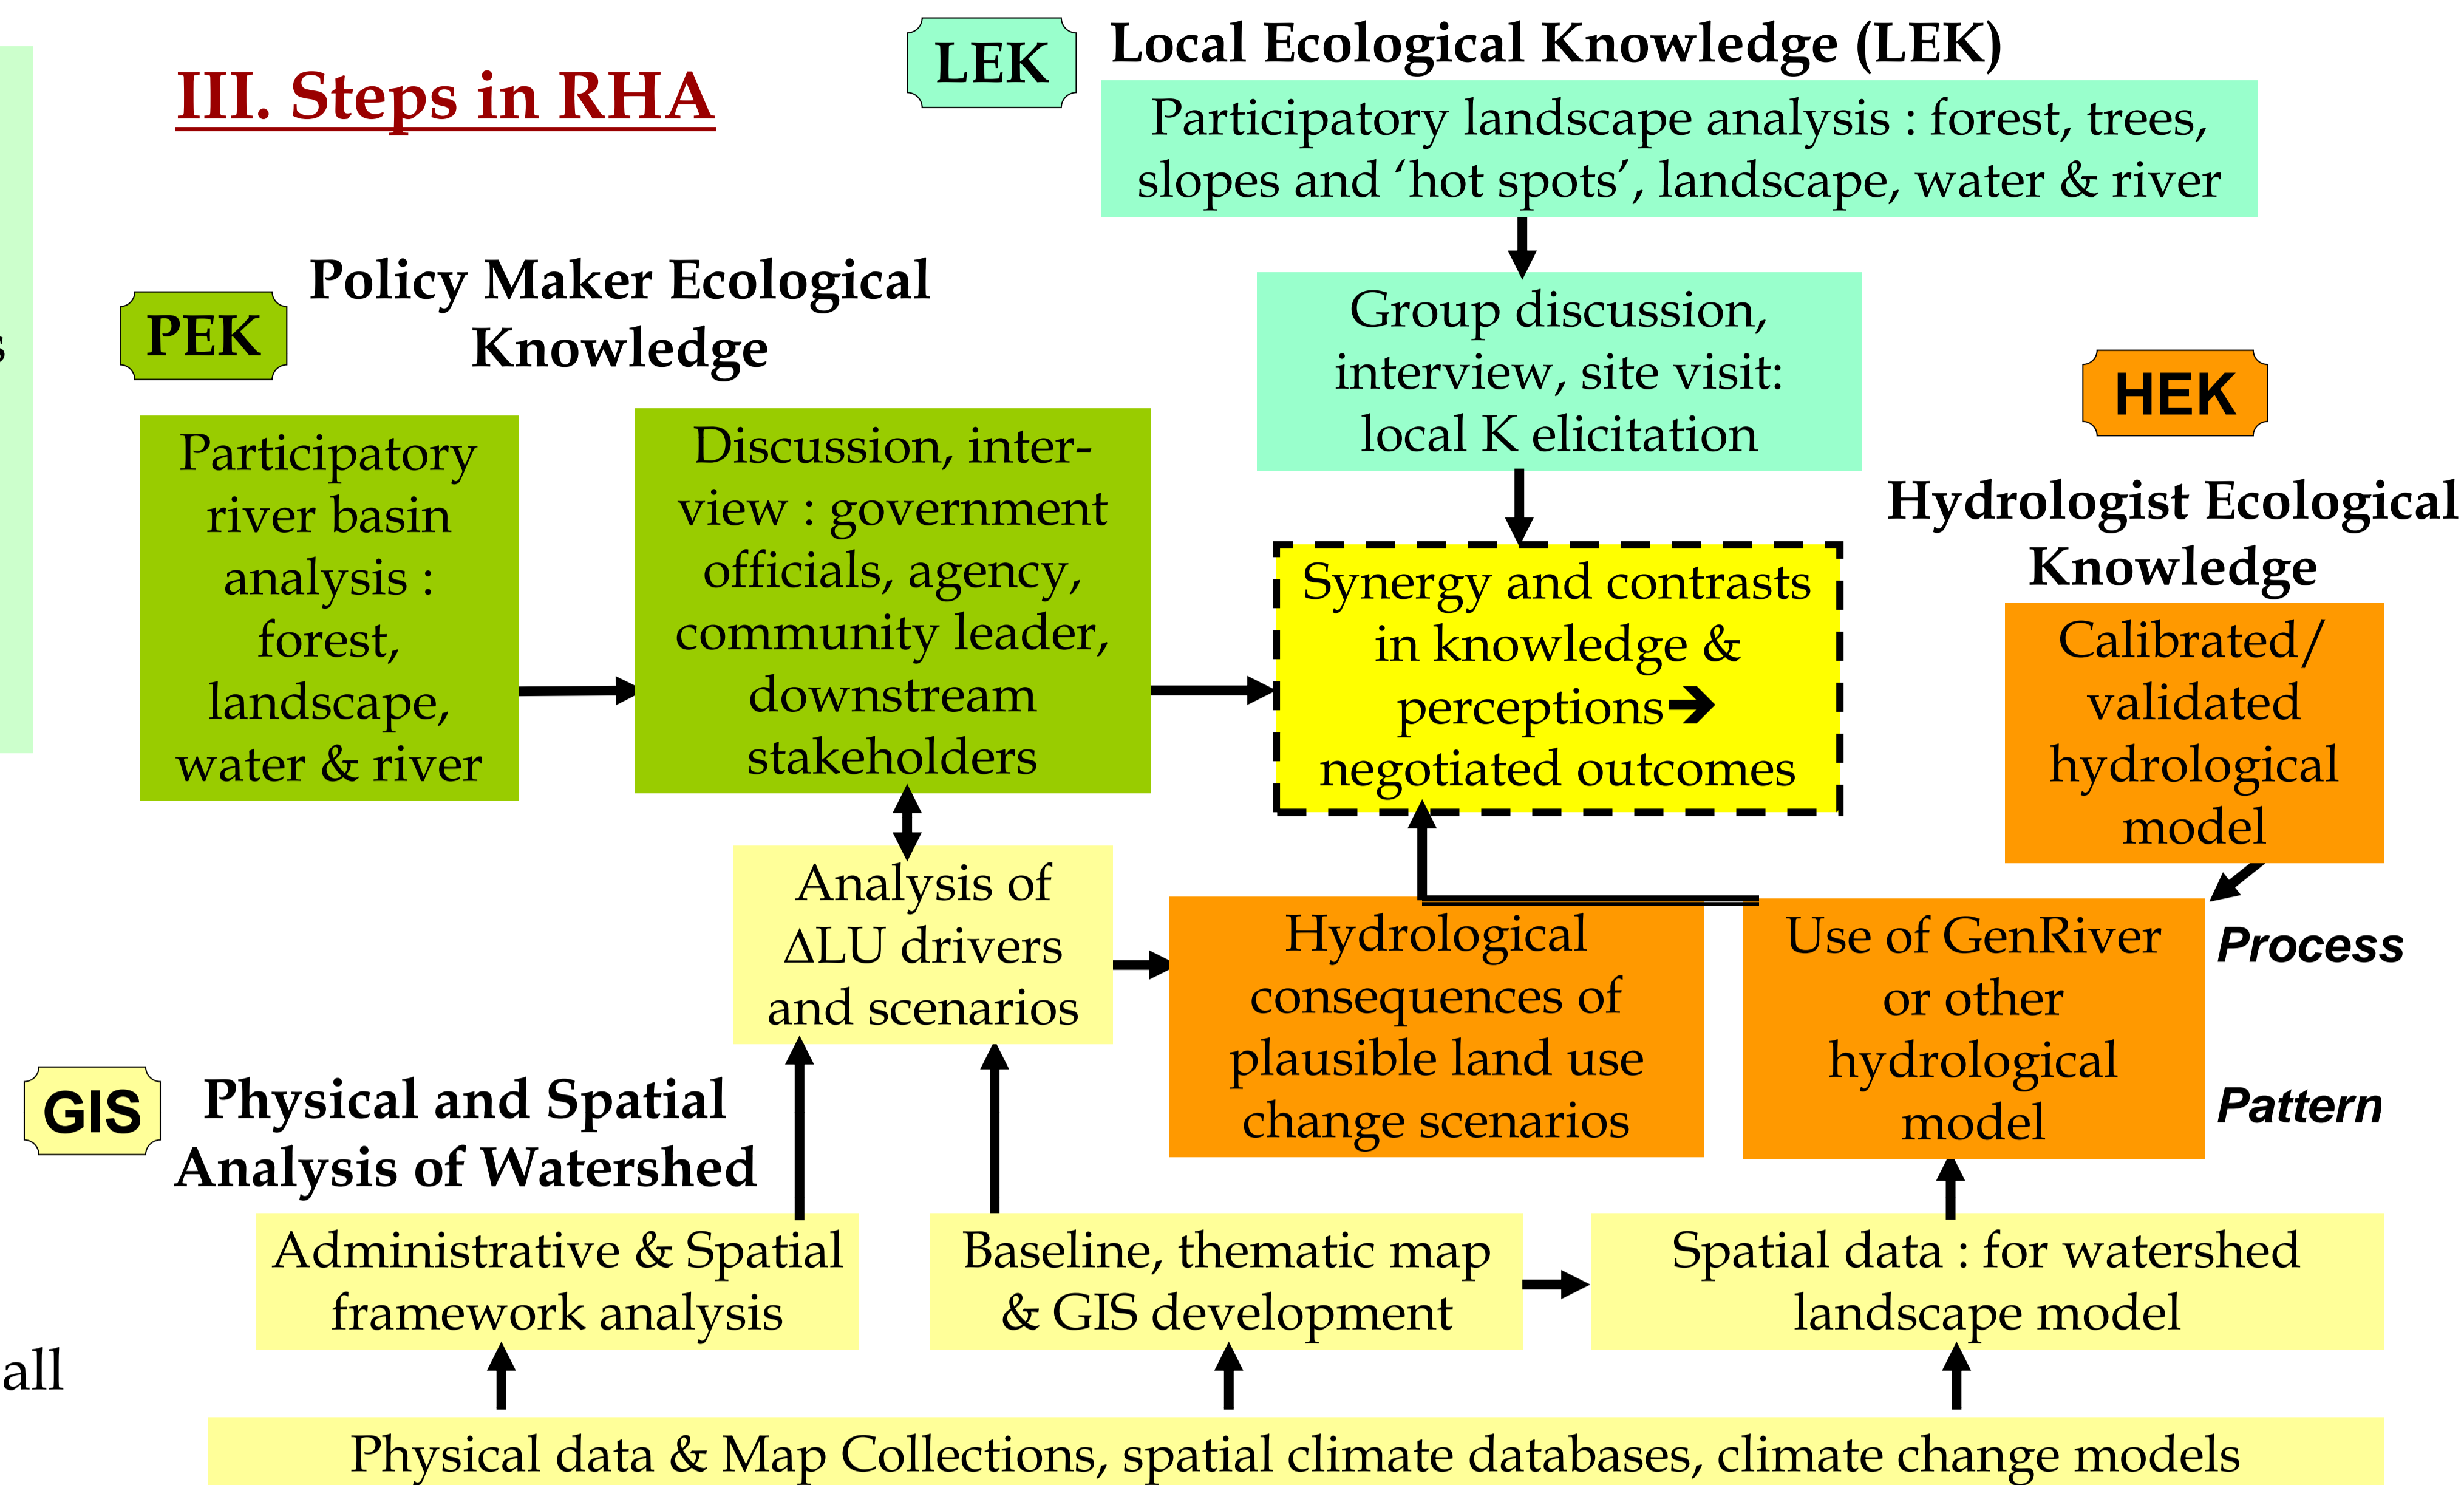 III. Steps in RHA
LEK
Local Ecological Knowledge (LEK)
Participatory landscape analysis : forest, trees,
slopes and ‘hot spots’, landscape, water & river
Group discussion,
interview, site visit:
local K elicitation
PEK
Policy Maker Ecological
Knowledge
Participatory
river basin
analysis :
forest,
landscape,
water & river
Discussion, inter-
view : government
officials, agency,
community leader,
downstream
stakeholders
Synergy and contrasts
in knowledge &
perceptions➔
negotiated outcomes
HEK
Hydrologist Ecological
Knowledge
Calibrated/
validated
hydrological
model
Analysis of
ΔLU drivers
and scenarios
Hydrological
consequences of
plausible land use
change scenarios
Use of GenRiver
or other
hydrological
model
Process
Pattern
GIS
Physical and Spatial
Analysis of Watershed
Administrative & Spatial
framework analysis
Baseline, thematic map
& GIS development
Spatial data : for watershed
landscape model
Physical data & Map Collections, spatial climate databases, climate change models
s
all